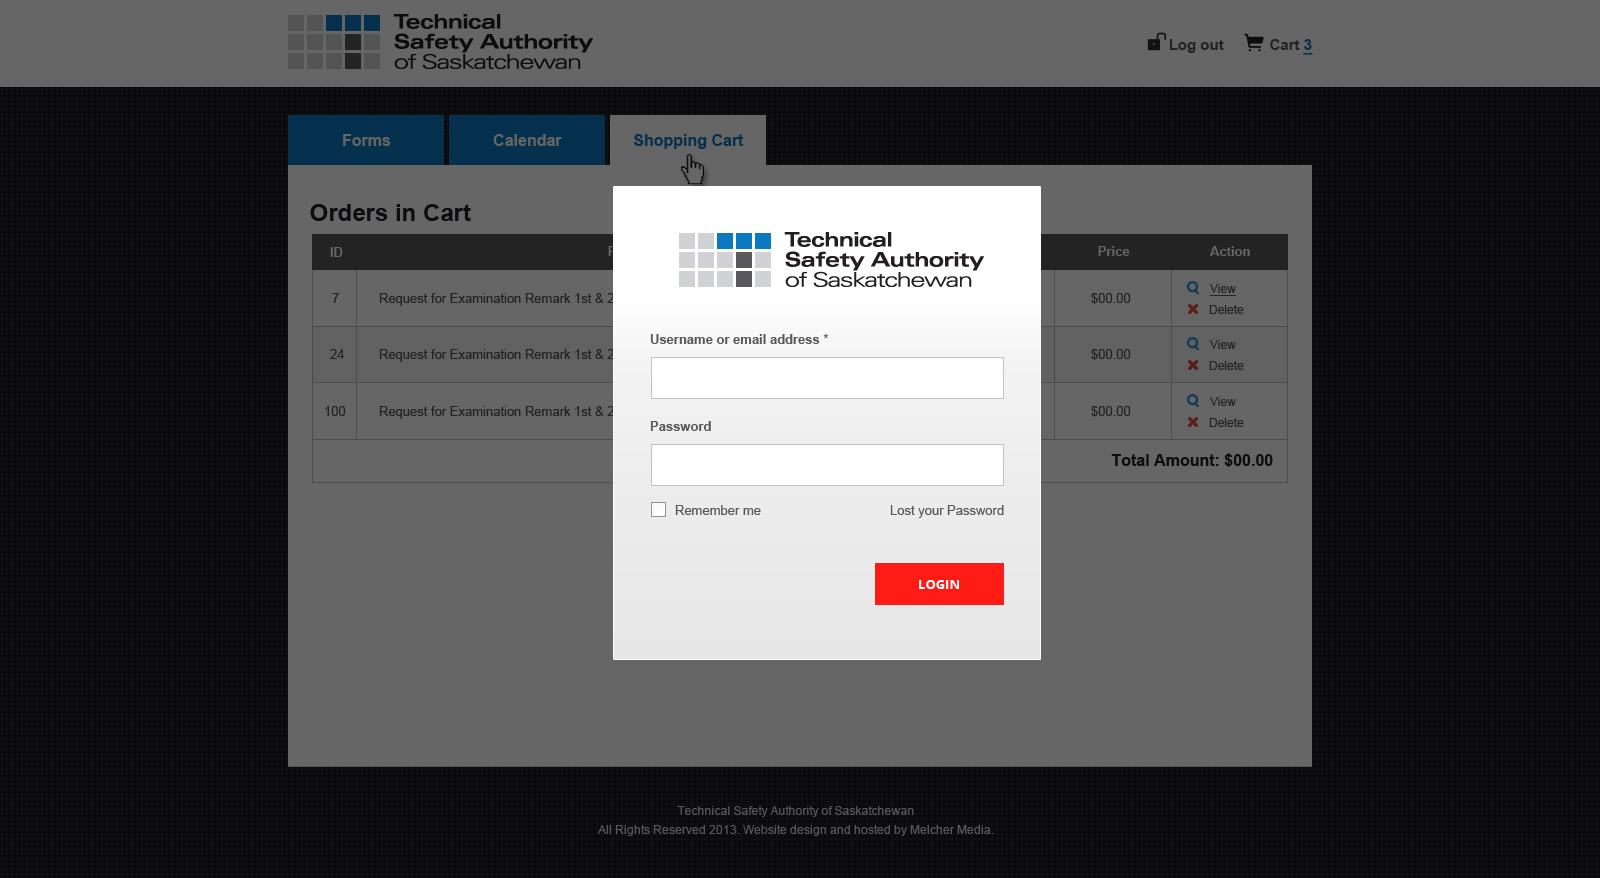 Technical
Safety Authority
of Saskatchewan
Log out
Cart 3
Forms
Calendar
Shopping Cart
Orders in Cart
ID
Price
Action
7
Request for Examination Remark 1st & 2
$00.00
View
Delete
24
Request for Examination Remark 1st & 2
$00.00
View
Delete
100
Request for Examination Remark 1st & 2
$00.00
View
Delete
Total Amount: $00.00
Technical
Safety Authority
of Saskatchewan
Username or email address *
Password
Remember me
Lost your Password
LOGIN
Technical Safety Authority of Saskatchewan
All Rights Reserved 2013. Website design and hosted by Melcher Media.